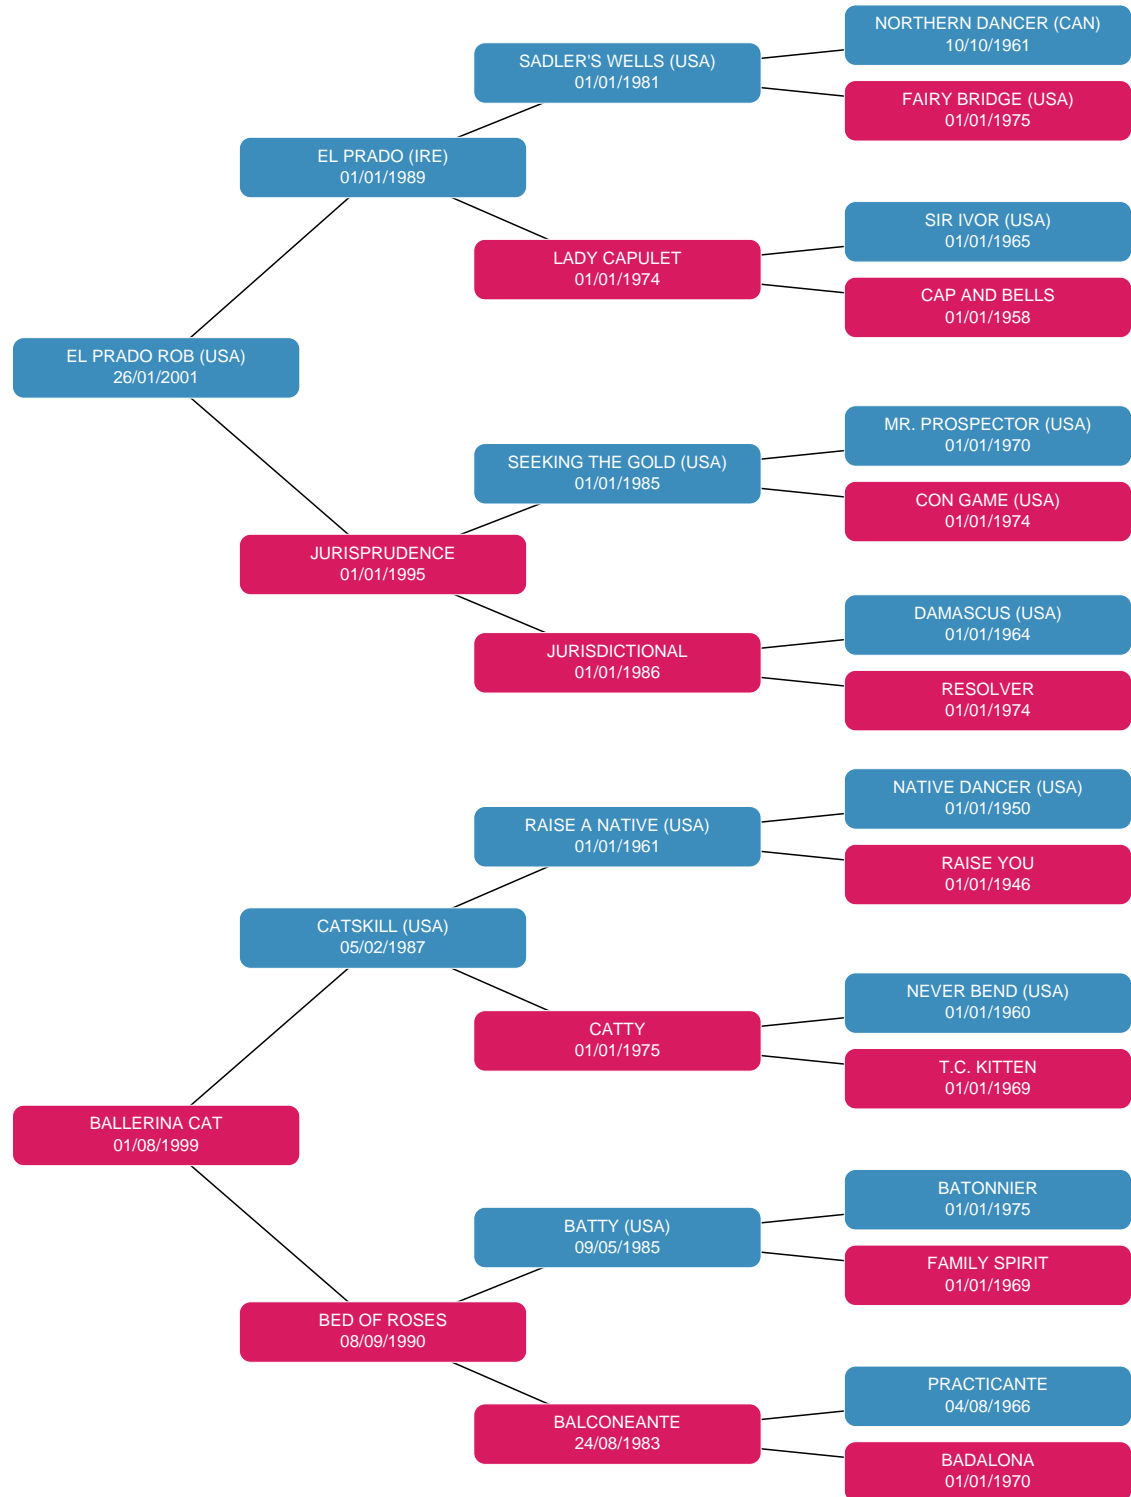 NORTHERN DANCER (CAN)
10/10/1961
SADLER'S WELLS (USA)
01/01/1981
FAIRY BRIDGE (USA)
01/01/1975
EL PRADO (IRE)
01/01/1989
SIR IVOR (USA)
01/01/1965
LADY CAPULET
01/01/1974
CAP AND BELLS
01/01/1958
EL PRADO ROB (USA)
26/01/2001
MR. PROSPECTOR (USA)
01/01/1970
SEEKING THE GOLD (USA)
01/01/1985
CON GAME (USA)
01/01/1974
JURISPRUDENCE
01/01/1995
DAMASCUS (USA)
01/01/1964
JURISDICTIONAL
01/01/1986
RESOLVER
01/01/1974
NATIVE DANCER (USA)
01/01/1950
RAISE A NATIVE (USA)
01/01/1961
RAISE YOU
01/01/1946
CATSKILL (USA)
05/02/1987
NEVER BEND (USA)
01/01/1960
CATTY
01/01/1975
T.C. KITTEN
01/01/1969
BALLERINA CAT
01/08/1999
BATONNIER
01/01/1975
BATTY (USA)
09/05/1985
FAMILY SPIRIT
01/01/1969
BED OF ROSES
08/09/1990
PRACTICANTE
04/08/1966
BALCONEANTE
24/08/1983
BADALONA
01/01/1970